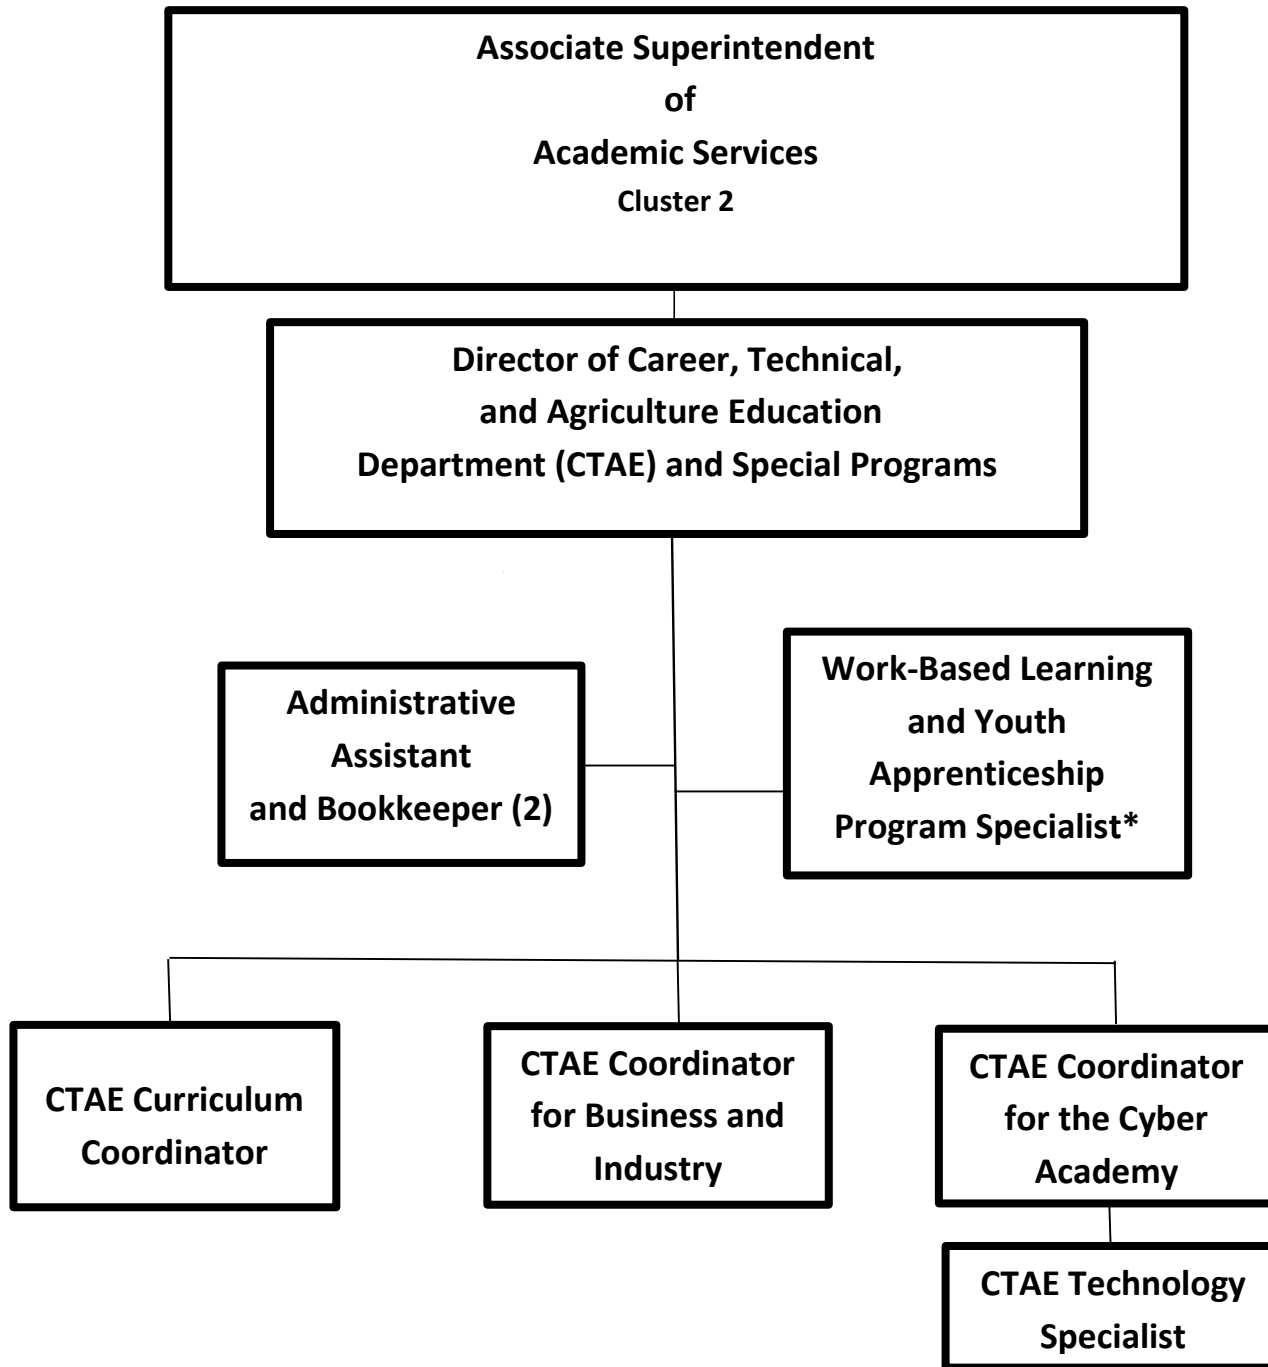 Associate Superintendent
of
Academic Services
Cluster 2
Director of Career, Technical,
and Agriculture Education
Department (CTAE) and Special Programs
Administrative
Assistant
and Bookkeeper (2)
Work-Based Learning
and Youth
Apprenticeship
Program Specialist*
CTAE Curriculum
Coordinator
CTAE Coordinator
for Business and
Industry
CTAE Coordinator
for the Cyber
Academy
CTAE Technology
Specialist